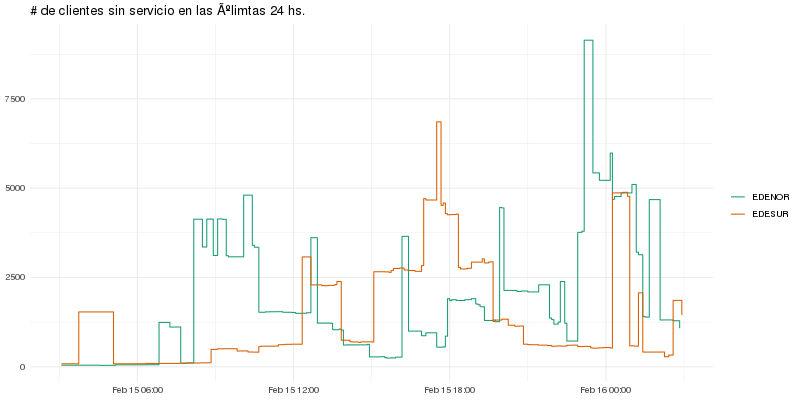 # de clientes sin servicio en las Ãºlimtas 24 hs.
7500
5000
2500
0
Feb 15 06:00
Feb 15 12:00
Feb 15 18:00
Feb 16 00:00
EDENOR
EDESUR